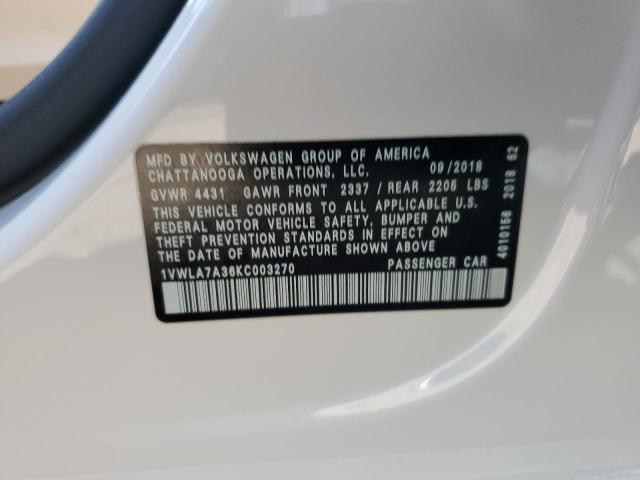 MFD BY VOLKSWAGEN GROUP OF AMERICA
CHATTANOOGA OPERATIONS, LLC. 09/2018
GVWR 4431 GAWR FRONT 2337 / REAR 2205 LBS
THIS VEHICLE CONFORMS TO ALL APPLICABLE U.S.
FEDERAL MOTOR VEHICLE SAFETY, BUMPER AND
THEFT PREVENTION STANDARDS IN EFFECT ON
THE DATE OF MANUFACTURE SHOWN ABOVE.
1VWLA7A36KC003270 PASSENGER CAR
4010156 2018 62